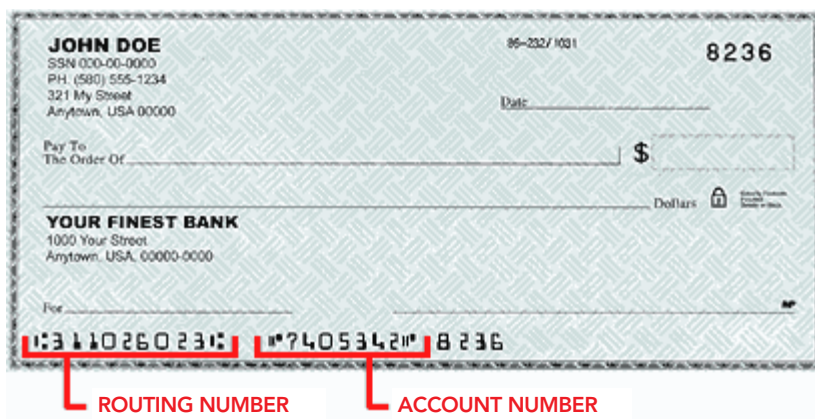 JOHN DOE
SSN 000-00-0000
PH. (580) 555-1234
321 My Street
Anytown, USA 00000
86-232/1031
8236
Date
Pay To
The Order Of
$
Dollars
YOUR FINEST BANK
1000 Your Street
Anytown, USA, 00000-0000
For
MP
⑆311026023⑆ ⑈7405342⑈ 8236
ROUTING NUMBER
ACCOUNT NUMBER